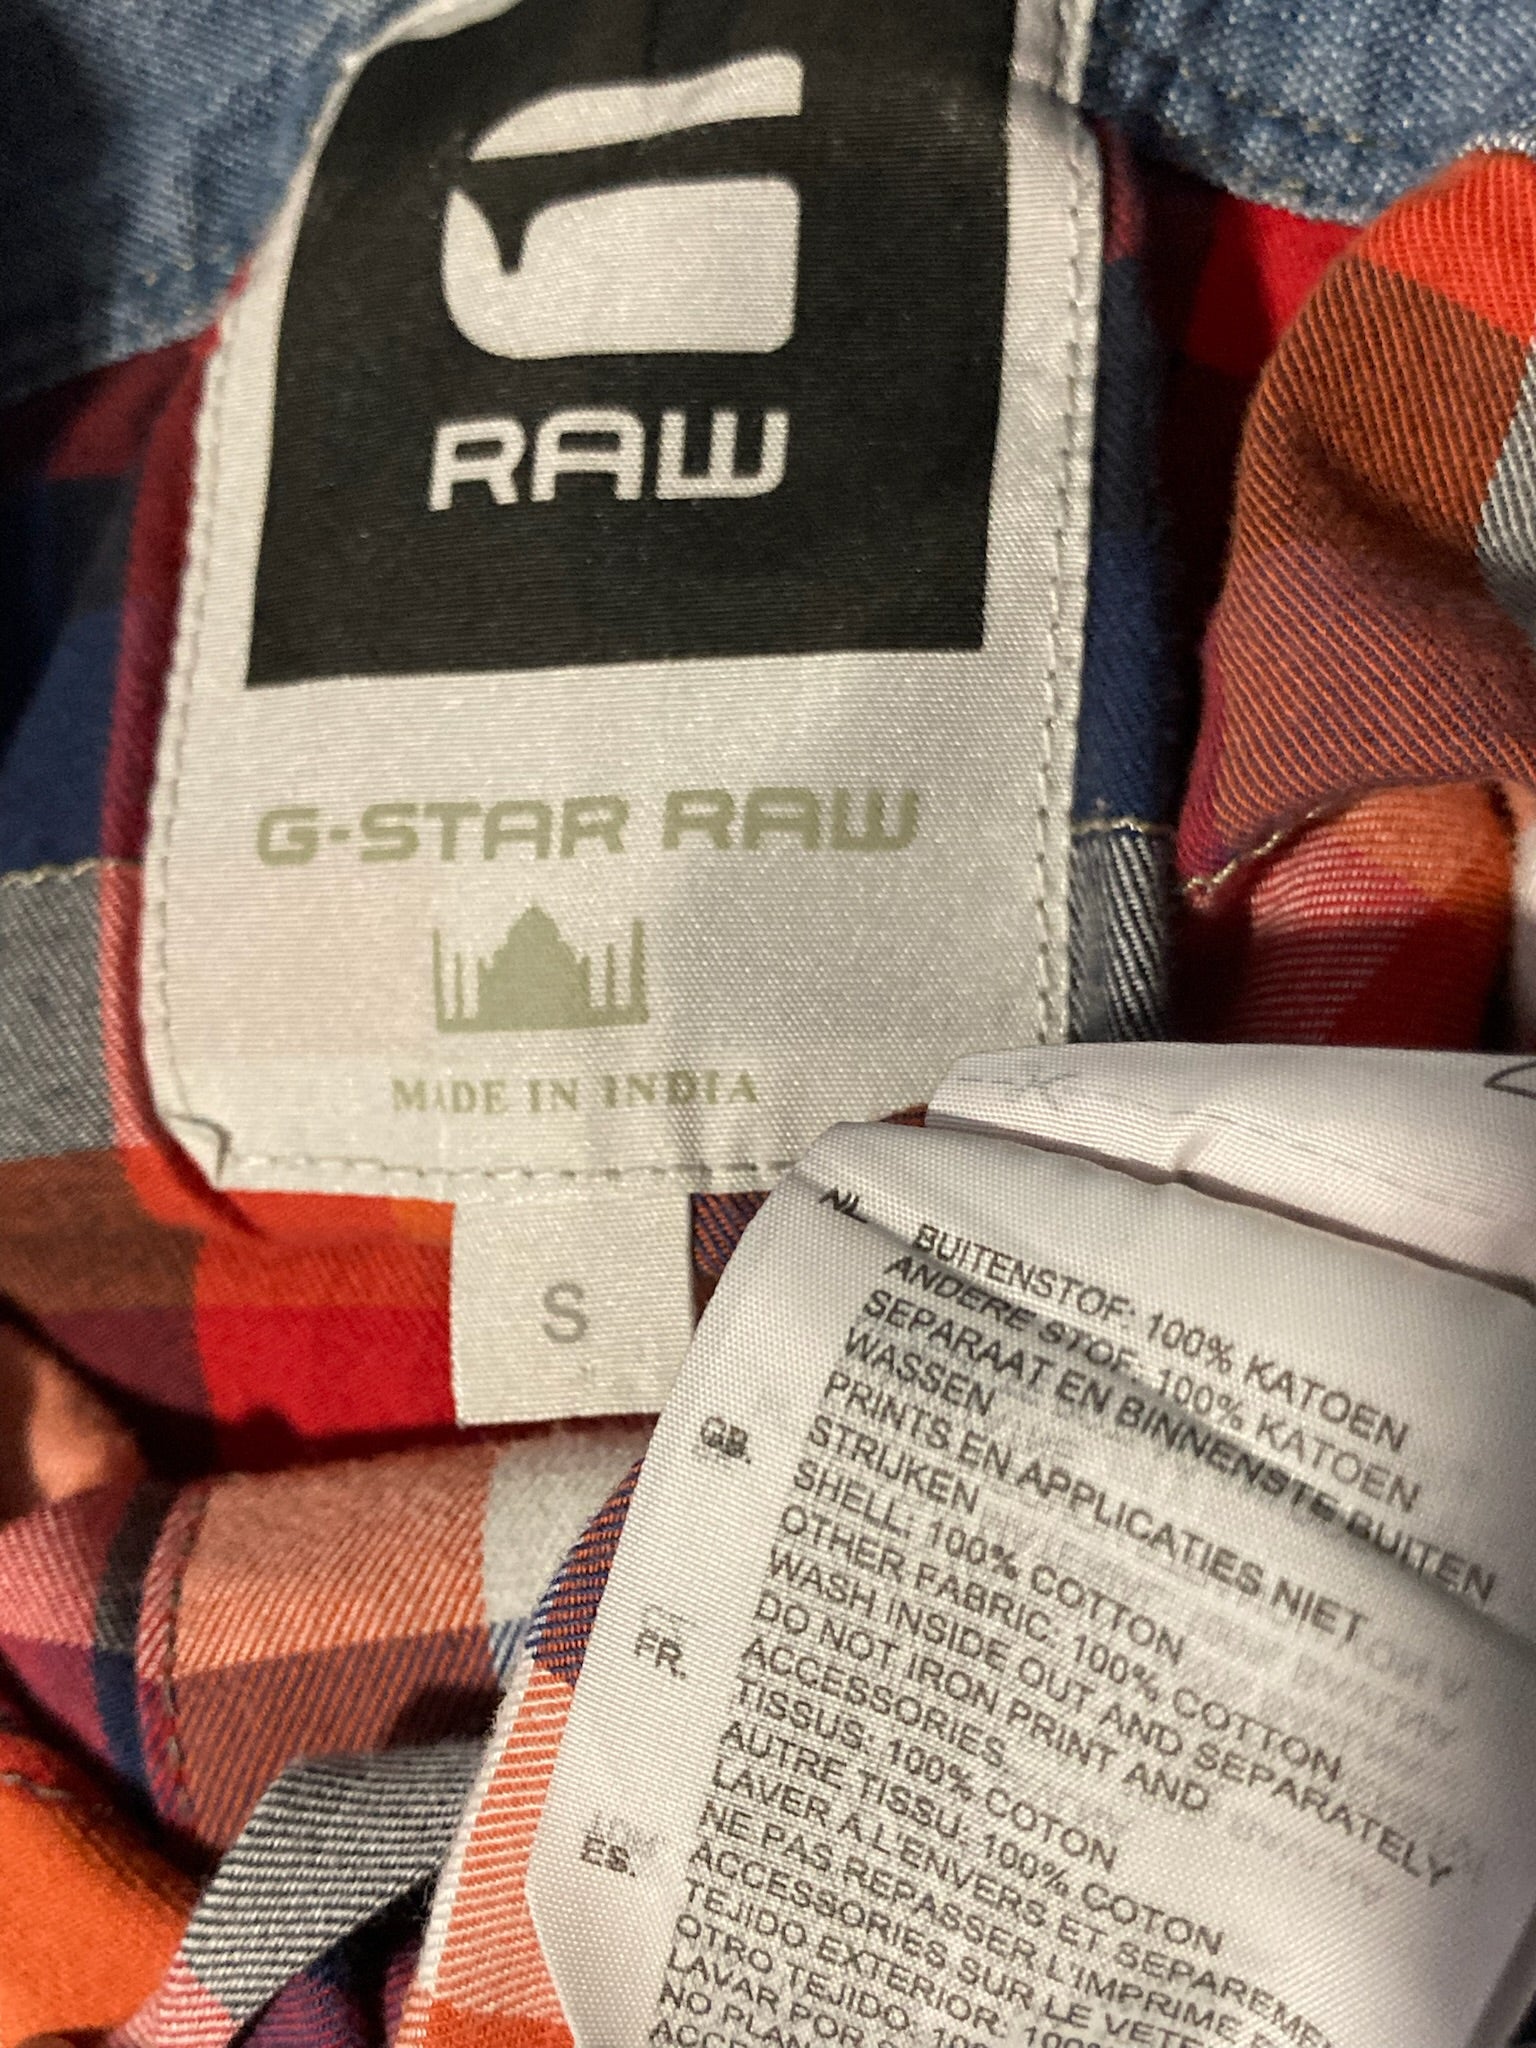 RAW
G-STAR RAW
MADE IN INDIA
S
NL BUITENSTOF: 100% KATOEN
ANDERE STOF: 100% KATOEN
SEPARAAT EN BINNENSTE BUITEN
WASSEN
PRINTS EN APPLICATIES NIET
STRIJKEN
GB. SHELL: 100% COTTON
OTHER FABRIC: 100% COTTON
WASH INSIDE OUT AND SEPARATELY
DO NOT IRON PRINT AND
ACCESSORIES
FR. TISSUS: 100% COTON
AUTRE TISSU: 100% COTON
LAVER A L'ENVERS ET SEPAREME
NE PAS REPASSER L'IMPRIME
ACCESSORIES SUR LE VETE
ES. TEJIDO EXTERIOR: 100%
OTRO TEJIDO: 100
LAVAR POR
NO PLAN
ACCE